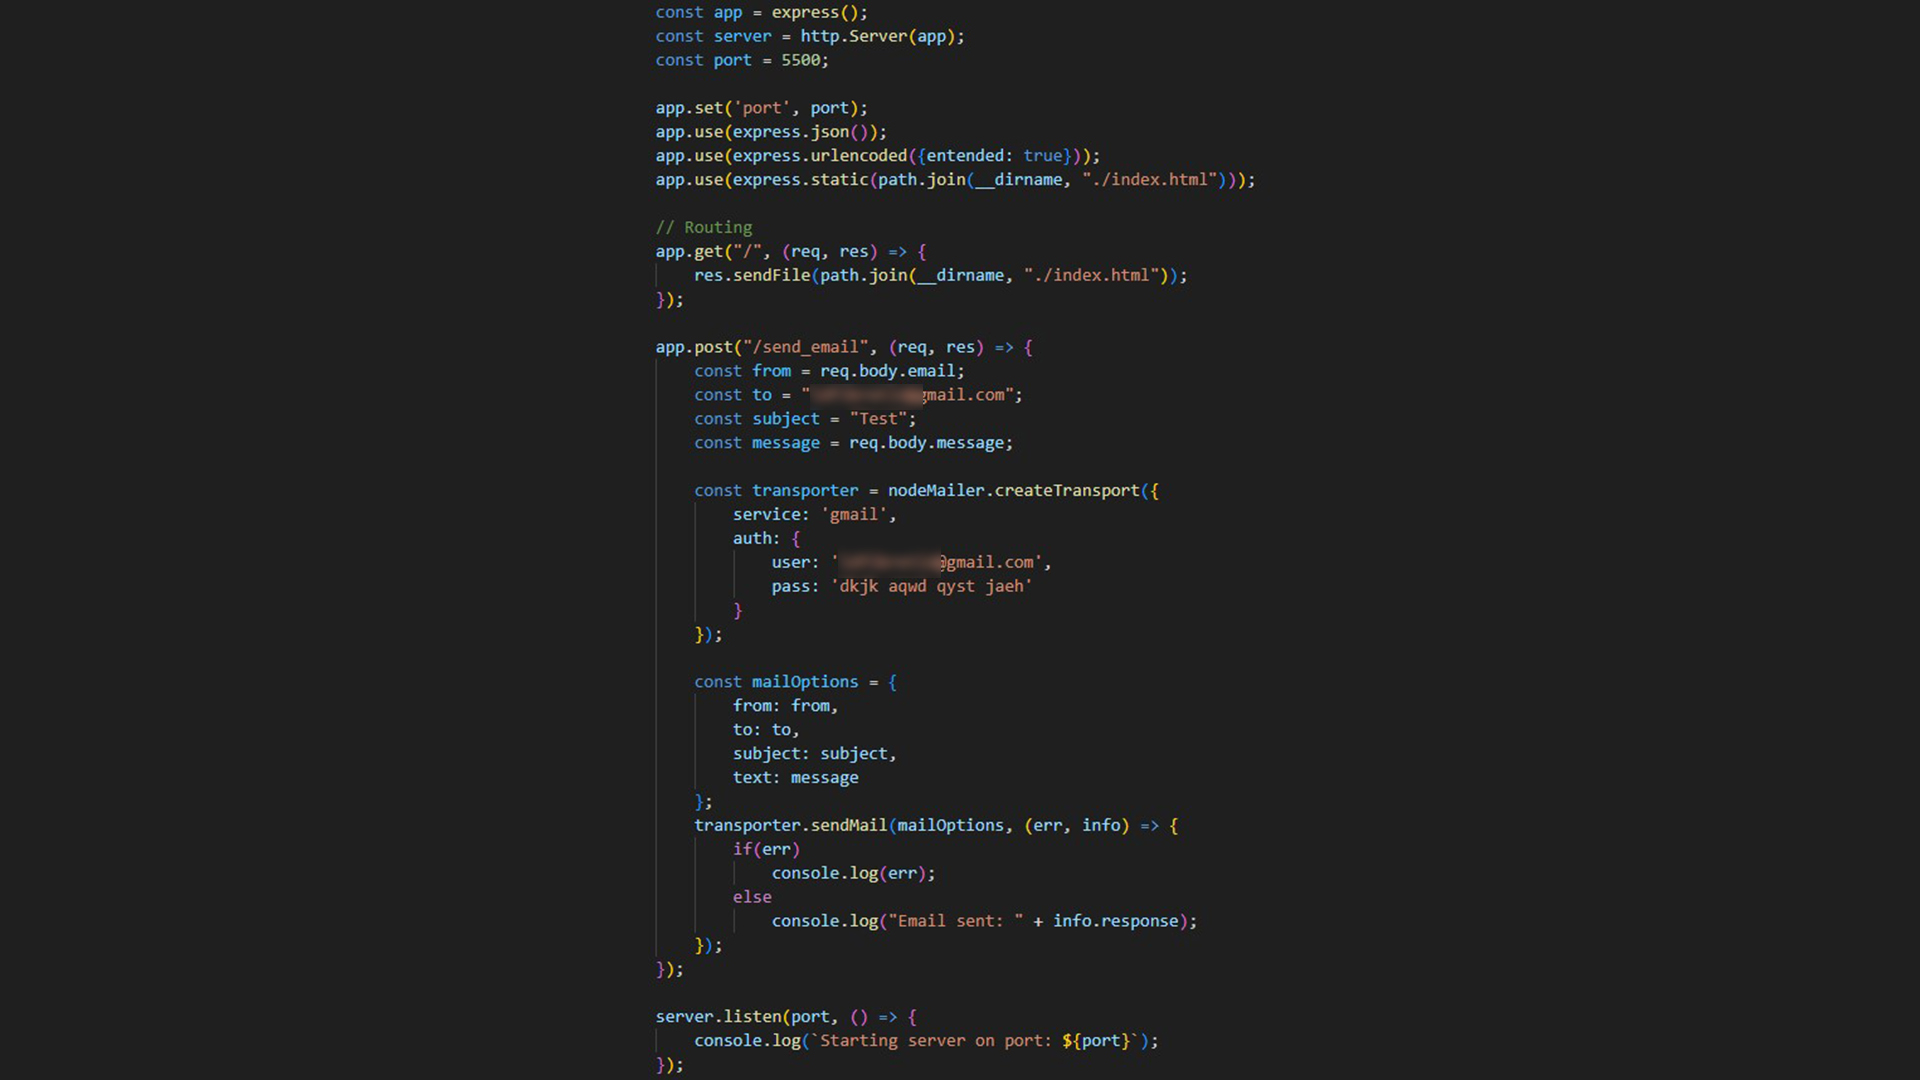 const app = express();
const server = http.Server(app);
const port = 5500;
app.set('port', port);
app.use(express.json());
app.use(express.urlencoded({entended: true}));
app.use(express.static(path.join(__dirname, "./index.html")));
// Routing
app.get("/", (req, res) => {
res.sendFile(path.join(__dirname, "./index.html"));
});
app.post("/send_email", (req, res) => {
const from = req.body.email;
const to = "gmail.com";
const subject = "Test";
const message = req.body.message;
const transporter = nodeMailer.createTransport({
service: 'gmail',
auth: {
user: '@gmail.com',
pass: 'dkjk aqwd qyst jaeh'
}
});
const mailOptions = {
from: from,
to: to,
subject: subject,
text: message
};
transporter.sendMail(mailOptions, (err, info) => {
if(err)
console.log(err);
else
console.log("Email sent: " + info.response);
});
});
server.listen(port, () => {
console.log(`Starting server on port: ${port}`);
});